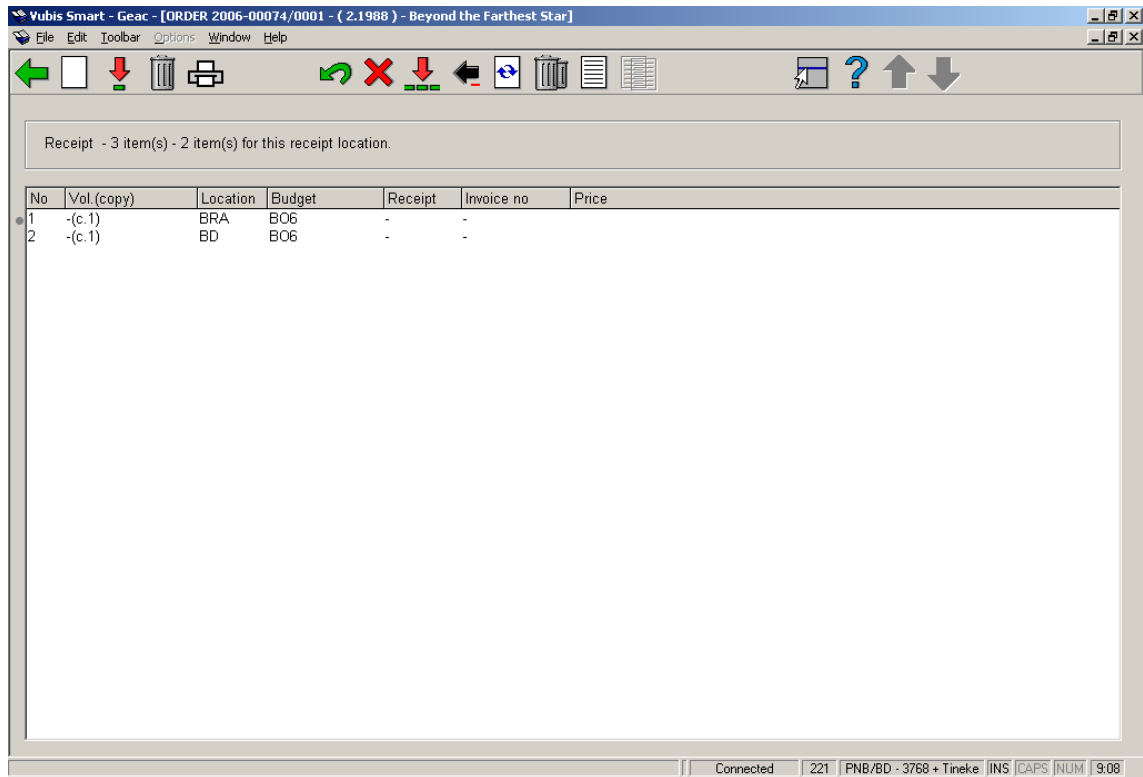 Vubis Smart - Geac - [ORDER 2006-00074/0001 - ( 2.1988 ) - Beyond the Farthest Star]
File Edit Toolbar Options Window Help
Receipt - 3 item(s) - 2 item(s) for this receipt location.
No Vol.(copy) Location Budget Receipt Invoice no Price
1 -(c.1) BRA BO6 - -
2 -(c.1) BD BO6 - -
Connected 221 PNB/BD - 3768 + Tineke INS CAPS NUM 9:08